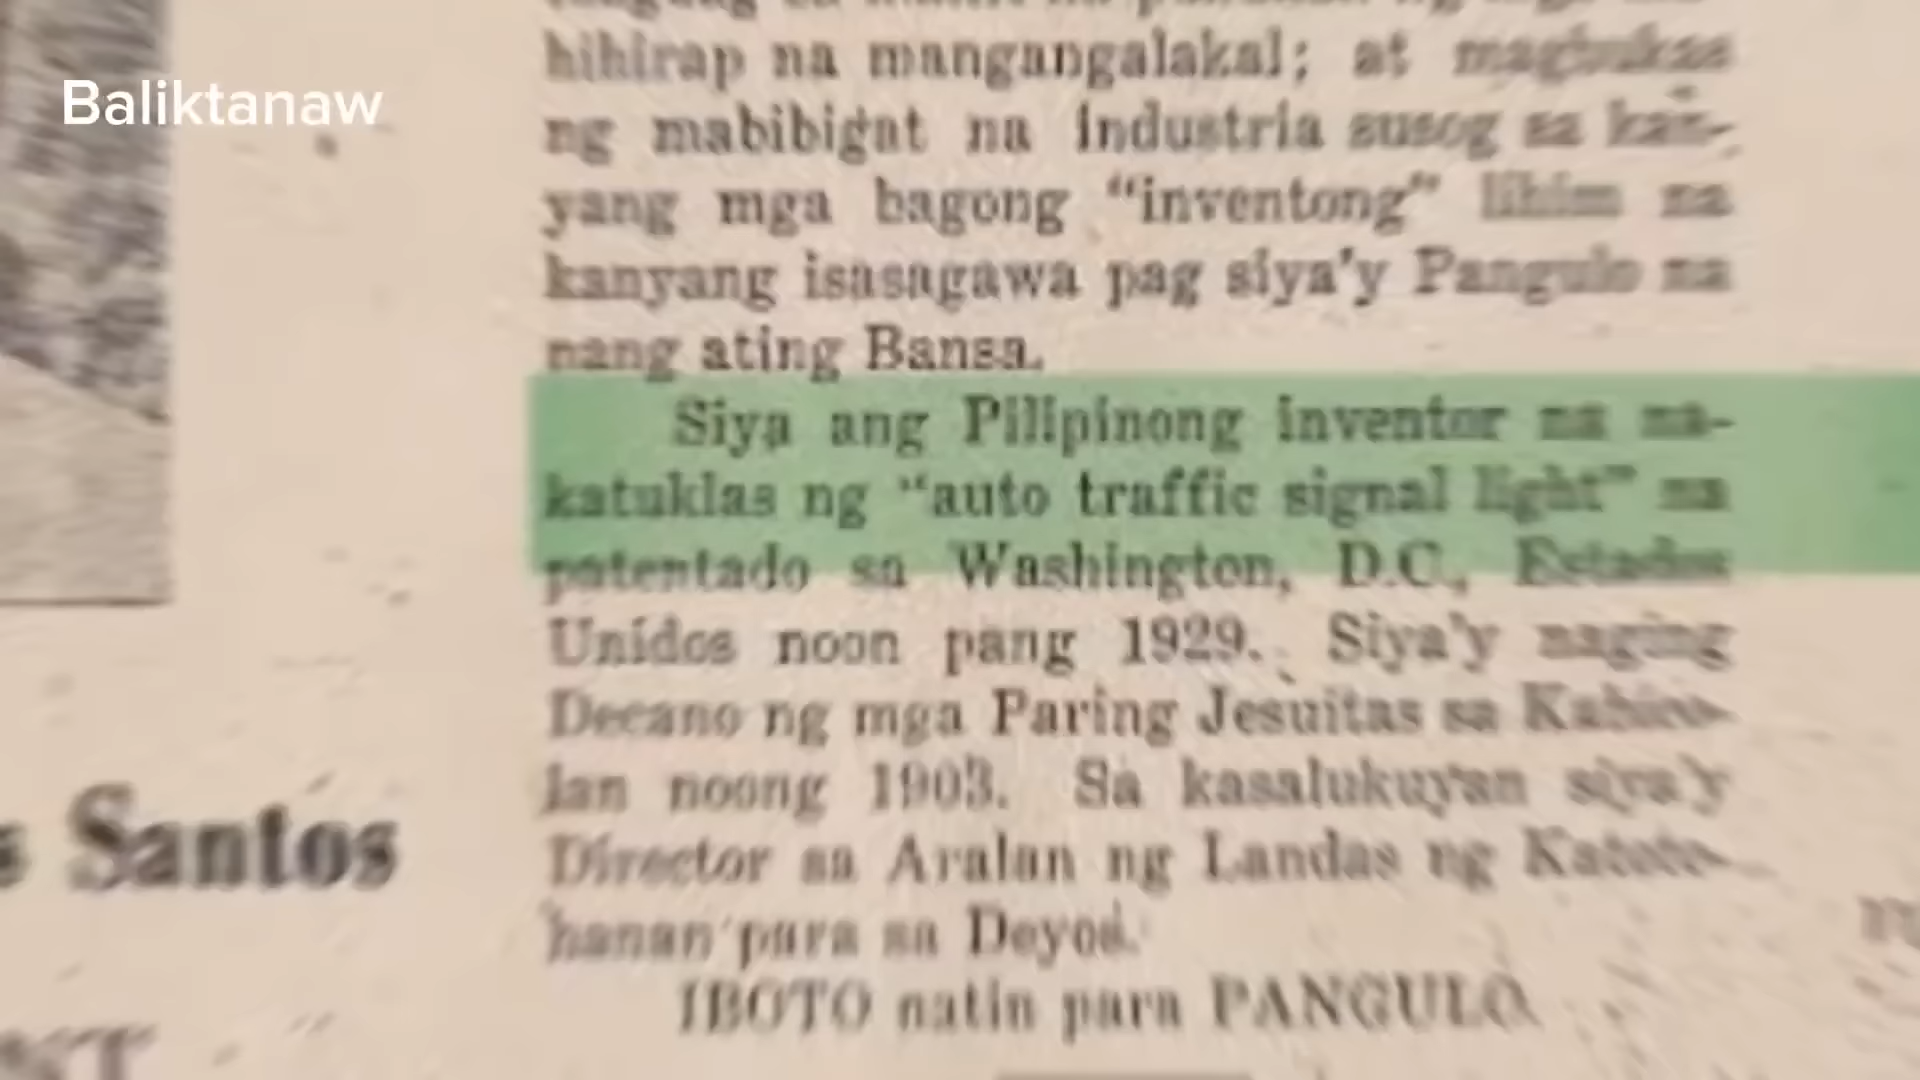 Baliktanaw
hihirap na mangangalakal; at magbukas
ng mabibigat na industria susog sa kan-
yang mga bagong "inventong" lihim na
kanyang isasagawa pag siya'y Pangulo na
nang ating Bansa.
Siya ang Pilipinong inventor na na-
katuklas ng "auto traffic signal light" na
patentado sa Washington, D.C., Estados
Unidos noon pang 1929. Siya'y naging
Decano ng mga Paring Jesuitas sa Kabiro-
lan noong 1903. Sa kasalukuyan siya'y
Director sa Aralan ng Landas ng Katoto-
hanan para sa Deyos.
IBOTO natin para PANGULO
Santos